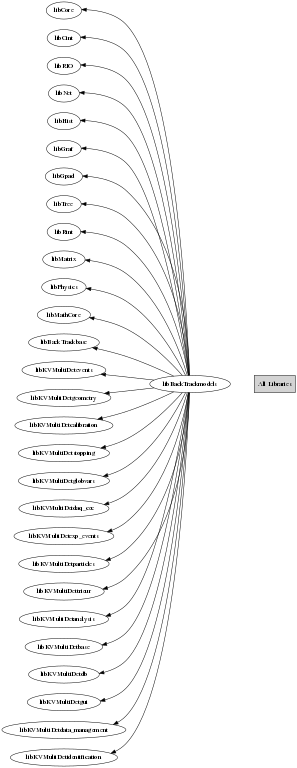 libCore
libCint
libRIO
libNet
libHist
libGraf
libGpad
libTree
libRint
libMatrix
libPhysics
libMathCore
libBackTrackbase
libKVMultiDetevents
libBackTrackmodels
All Libraries
libKVMultiDetgeometry
libKVMultiDetcalibration
libKVMultiDetstopping
libKVMultiDetglobvars
libKVMultiDetdaq_cec
libKVMultiDetexp_events
libKVMultiDetparticles
libKVMultiDettrieur
libKVMultiDetanalysis
libKVMultiDetbase
libKVMultiDetdb
libKVMultiDetgui
libKVMultiDetdata_management
libKVMultiDetidentification